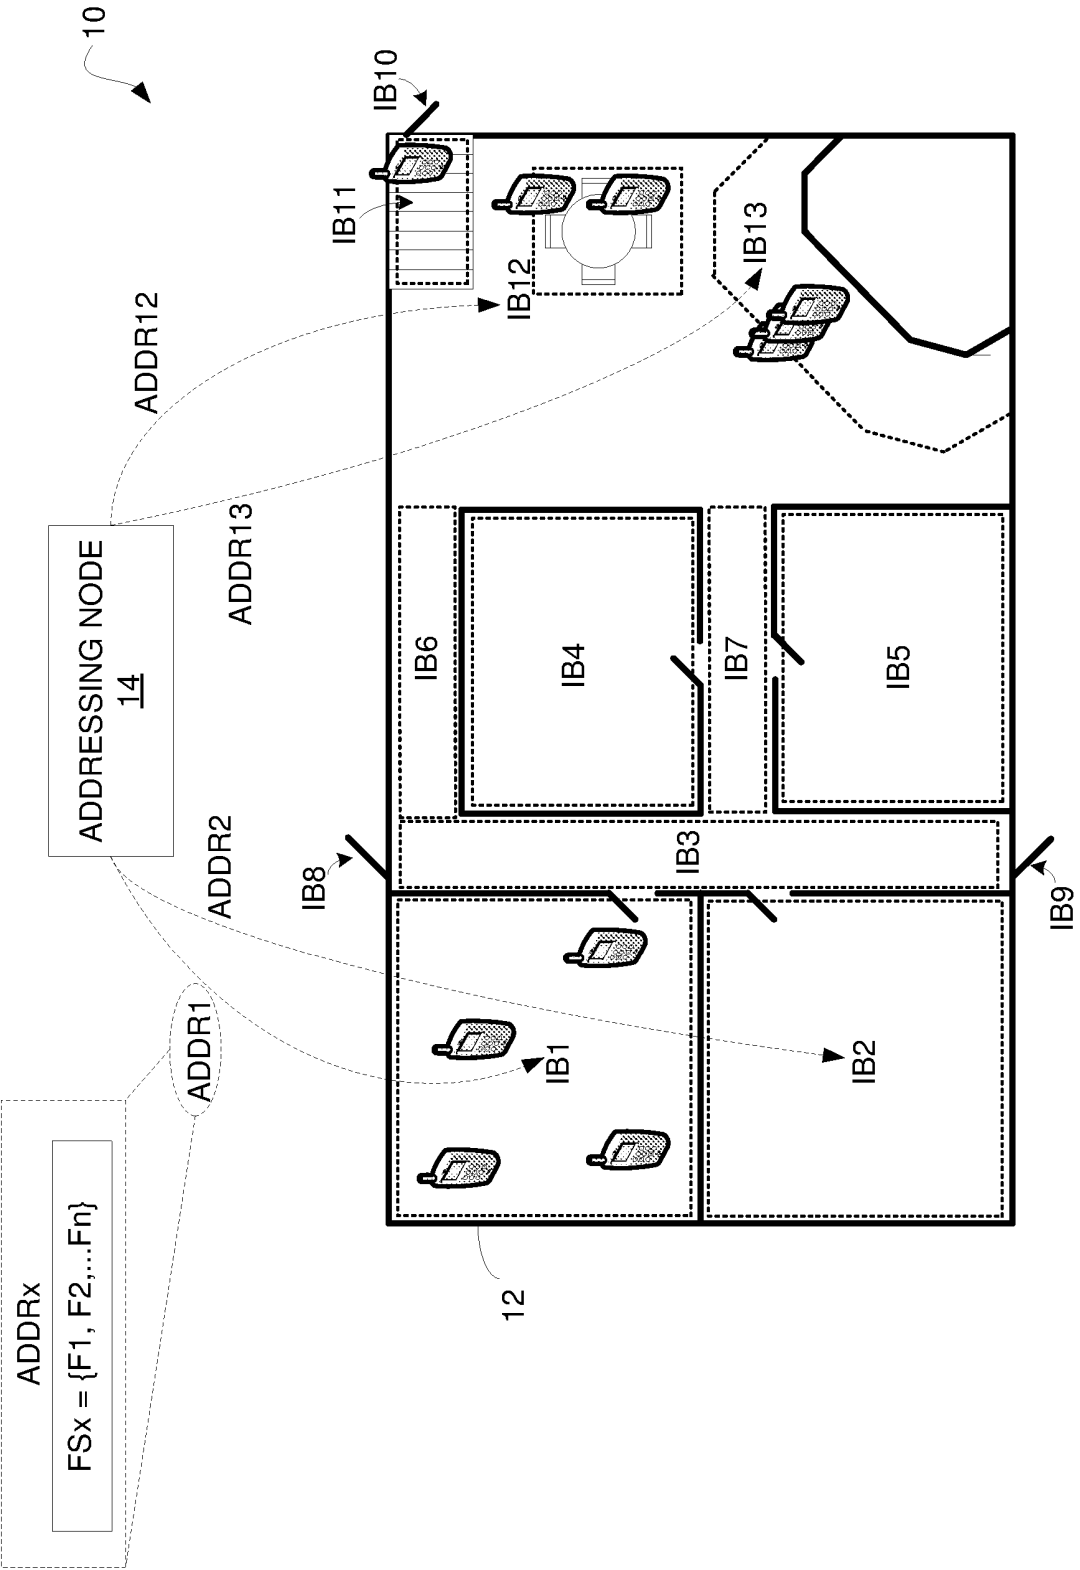 10
ADDRx
FSx = {F1, F2,...Fn}
ADDR1
ADDR2
ADDRESSING NODE
14
ADDR13
ADDR12
IB8
IB11
IB10
12
IB1
IB2
IB3
IB6
IB4
IB7
IB5
IB12
IB13
IB9